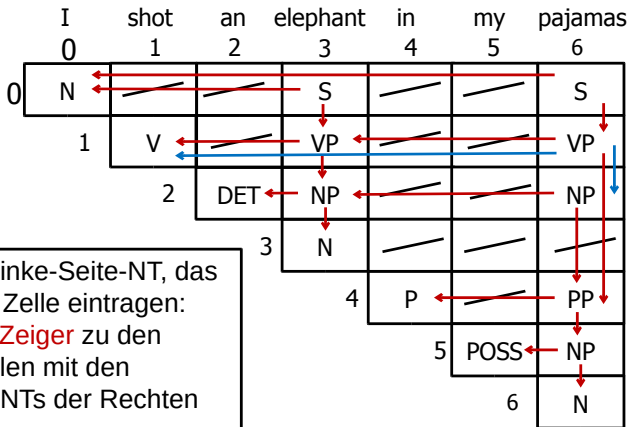 I shot an elephant in my pajamas
0 1 2 3 4 5 6
0 N S S
1 V VP VP
2 DET NP NP
3 N
4 P PP
5 POSS NP
6 N
inke-Seite-NT, das
Zelle eintragen:
Zeiger zu den
len mit den
NTs der Rechten